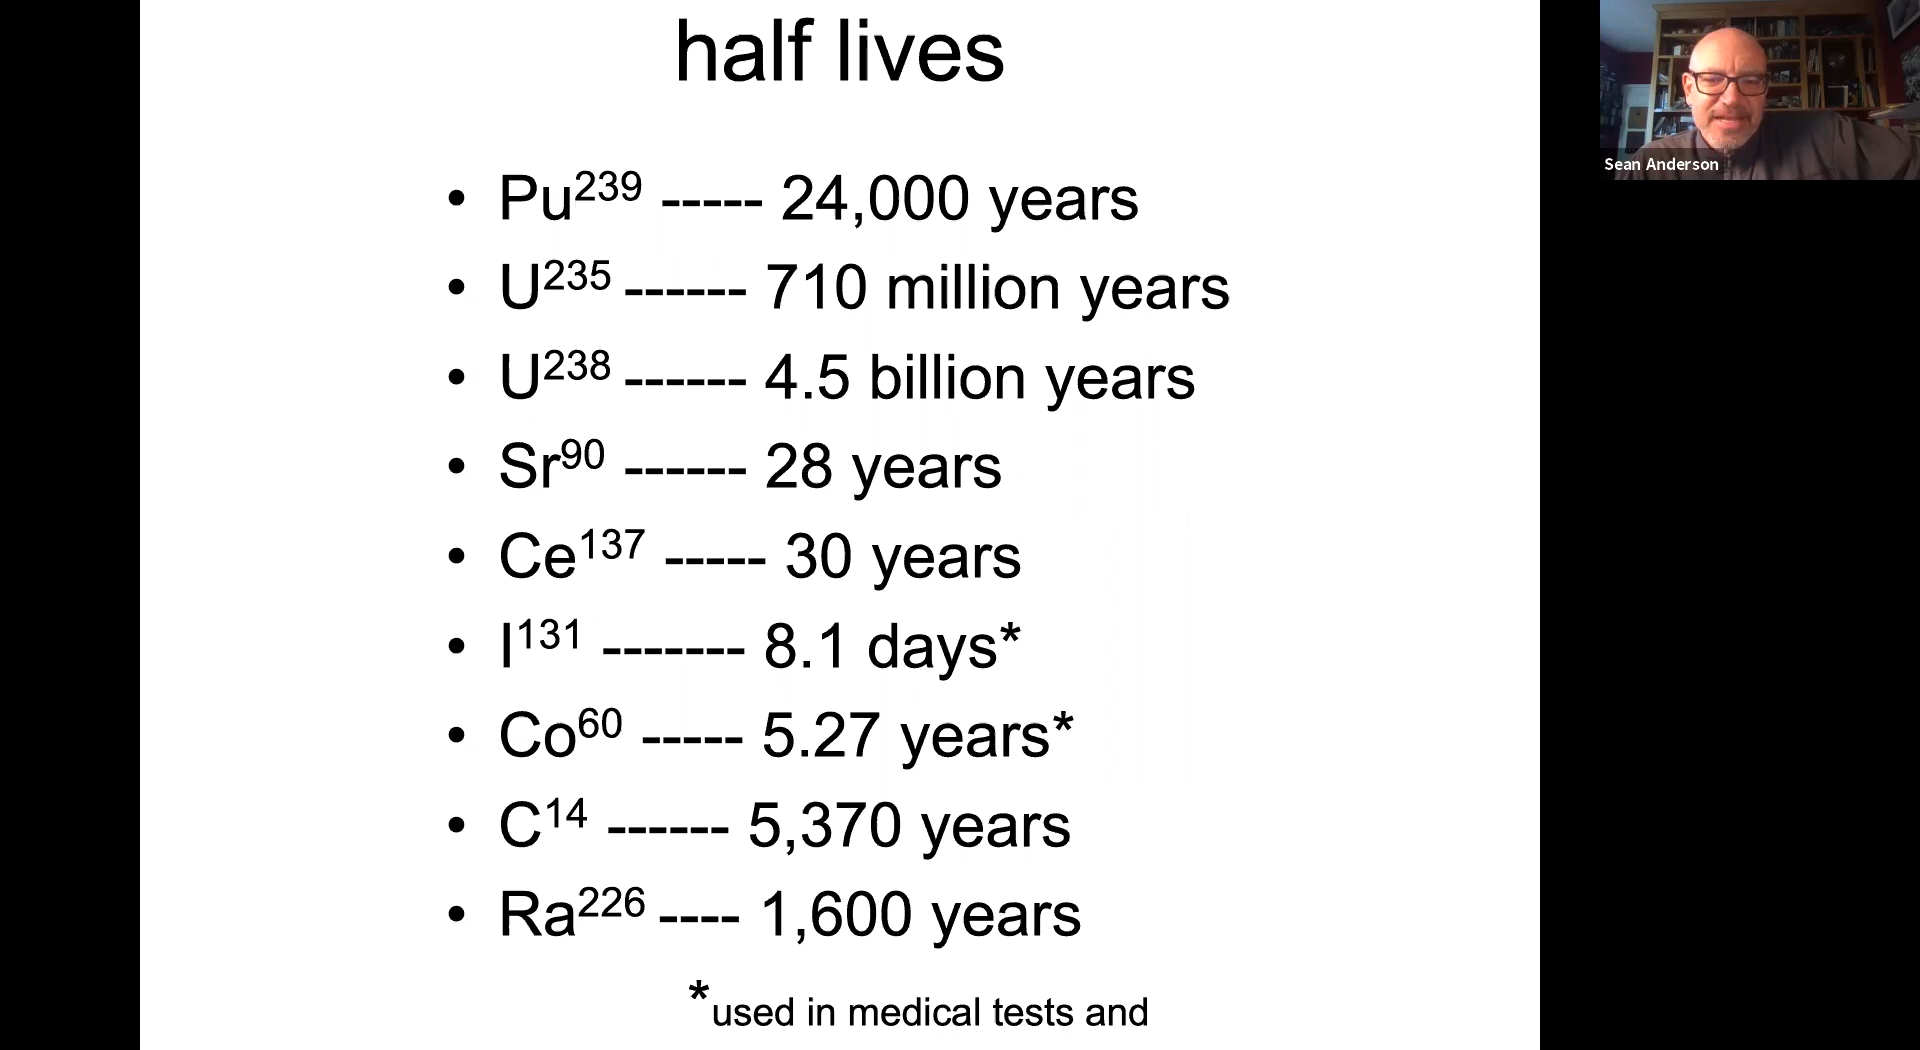 half lives
• Pu²³⁹ ----- 24,000 years
• U²³⁵ ------ 710 million years
• U²³⁸ ------ 4.5 billion years
• Sr⁹⁰ ------ 28 years
• Ce¹³⁷ ----- 30 years
• I¹³¹ ------- 8.1 days*
• Co⁶⁰ ----- 5.27 years*
• C¹⁴ ------ 5,370 years
• Ra²²⁶ ---- 1,600 years
*used in medical tests and
Sean Anderson